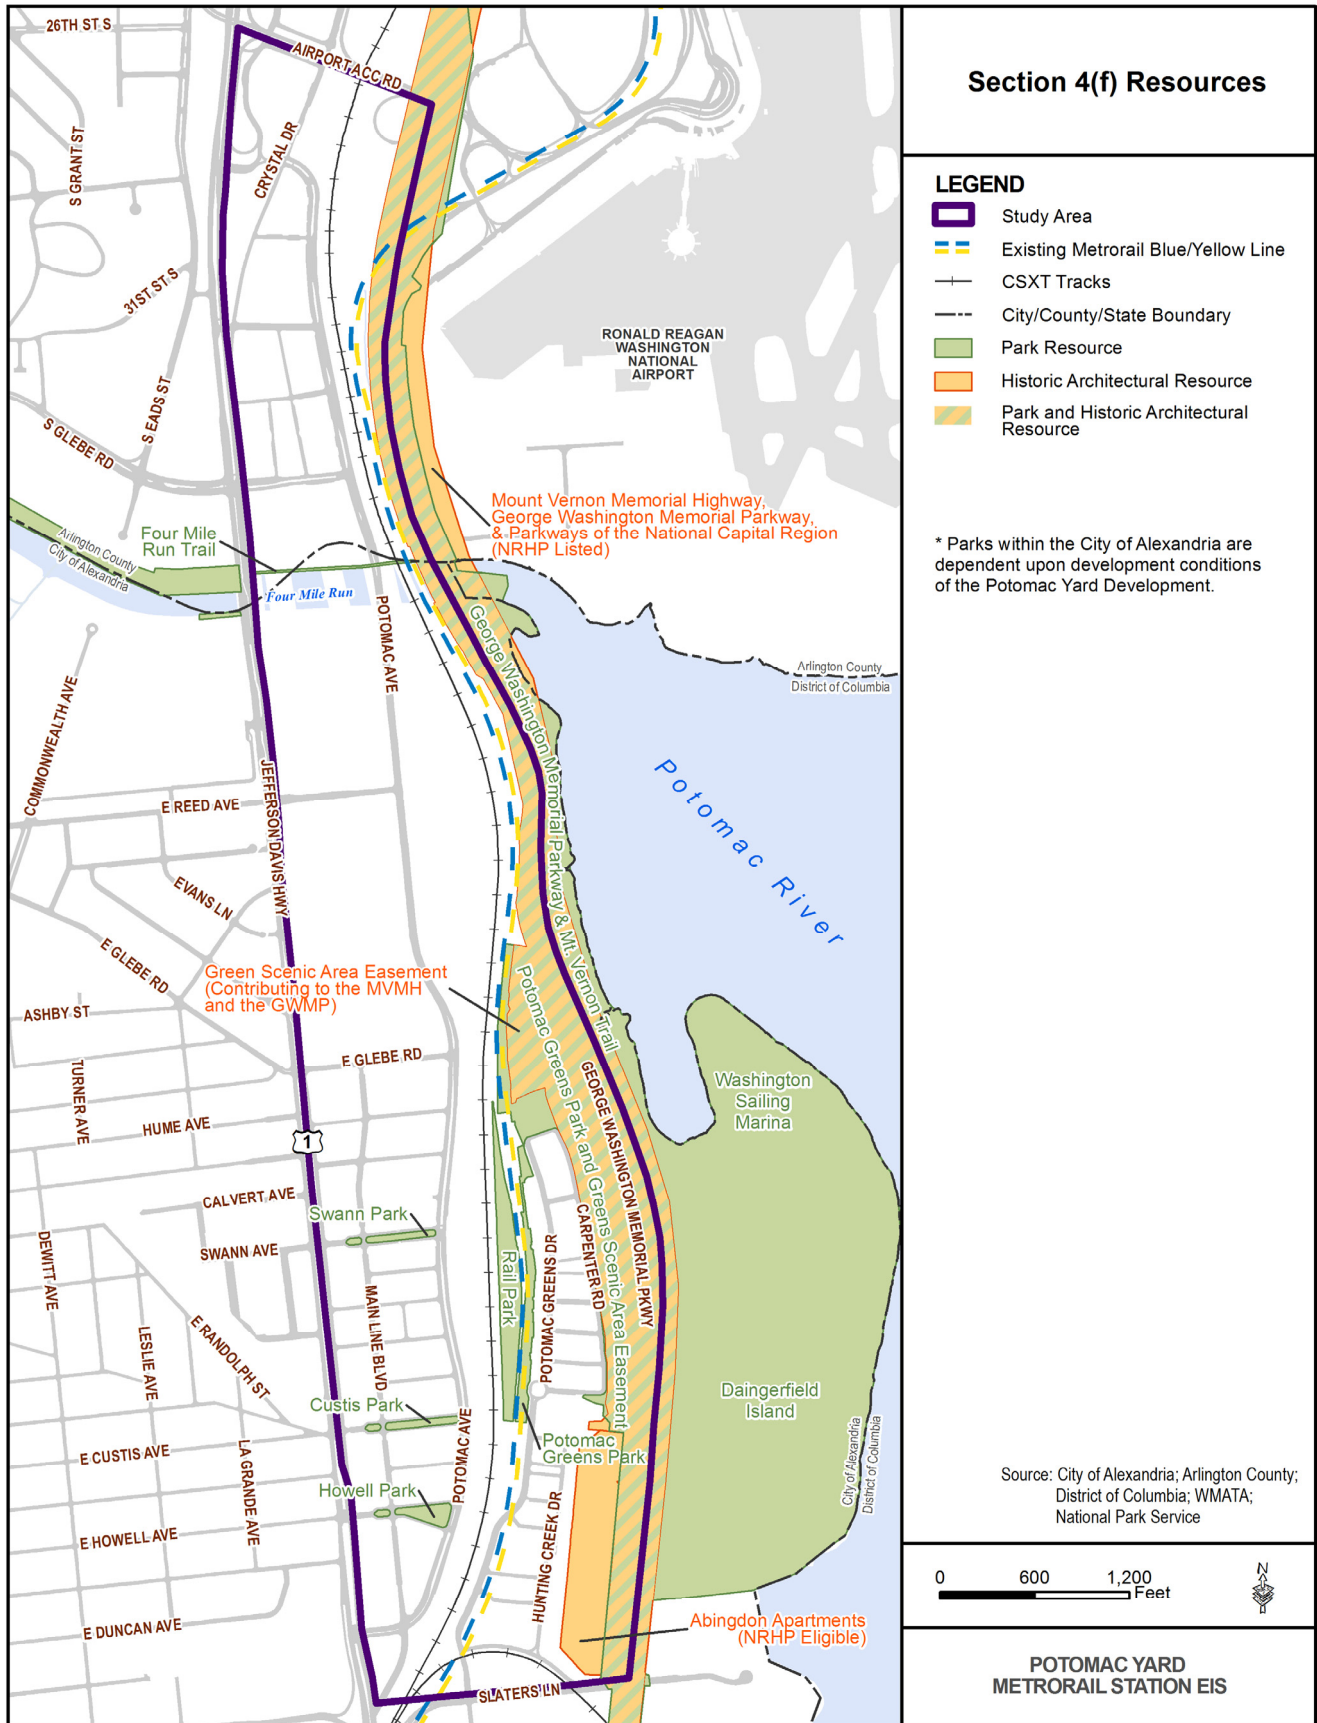 Section 4(f) Resources
LEGEND
Study Area
Existing Metrorail Blue/Yellow Line
CSXT Tracks
City/County/State Boundary
Park Resource
Historic Architectural Resource
Park and Historic Architectural
Resource
* Parks within the City of Alexandria are
dependent upon development conditions
of the Potomac Yard Development.
Source: City of Alexandria; Arlington County;
District of Columbia; WMATA;
National Park Service
0 600 1,200
Feet
N
POTOMAC YARD
METRORAIL STATION EIS
26TH ST S
AIRPORT ACC RD
S GRANT ST
CRYSTAL DR
31ST ST S
S EADS ST
S GLEBE RD
RONALD REAGAN
WASHINGTON
NATIONAL
AIRPORT
Mount Vernon Memorial Highway,
George Washington Memorial Parkway,
& Parkways of the National Capital Region
(NRHP Listed)
Four Mile
Run Trail
Arlington County
City of Alexandria
Four Mile Run
POTOMAC AVE
George Washington Memorial Parkway & Mt. Vernon Trail
Arlington County
District of Columbia
COMMONWEALTH AVE
JEFFERSON DAVIS HWY
E REED AVE
Potomac River
EVANS LN
E GLEBE RD
Green Scenic Area Easement
(Contributing to the MVMH
and the GWMP)
ASHBY ST
E GLEBE RD
TURNER AVE
HUME AVE
1
Potomac Greens Park and Greens Scenic Area Easement
GEORGE WASHINGTON MEMORIAL PKWY
Washington
Sailing
Marina
CALVERT AVE
Swann Park
SWANN AVE
DEWITT AVE
Rail Park
POTOMAC GREENS DR
CARPENTER RD
MAIN LINE BLVD
E RANDOLPH ST
LESLIE AVE
Custis Park
Daingerfield
Island
POTOMAC AVE
Potomac
Greens Park
E CUSTIS AVE
LA GRANDE AVE
Howell Park
City of Alexandria
District of Columbia
E HOWELL AVE
HUNTING CREEK DR
E DUNCAN AVE
Abingdon Apartments
(NRHP Eligible)
SLATERS LN